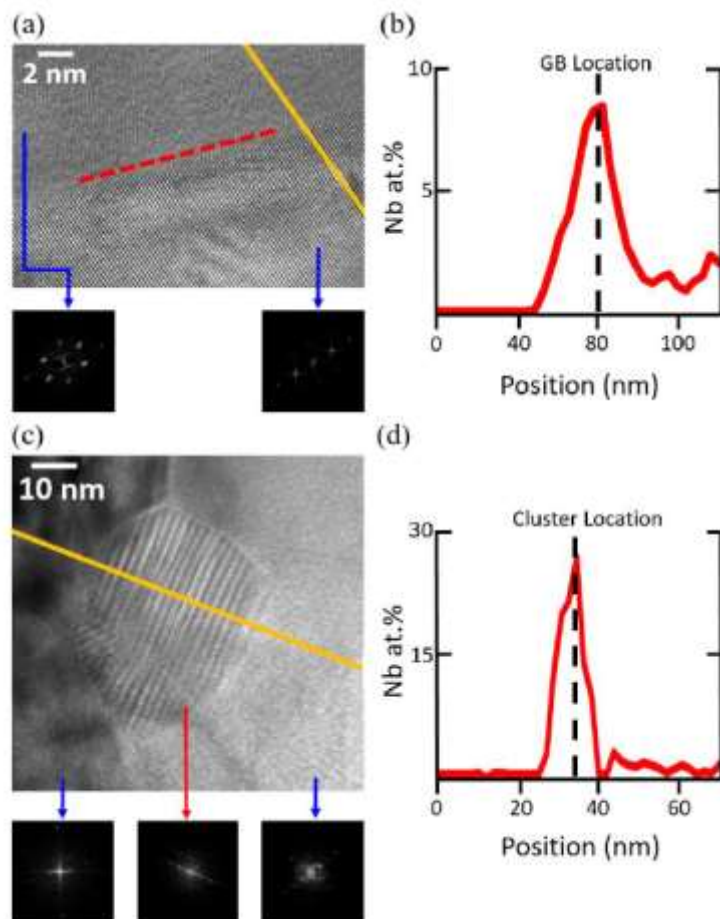 (a)
2 nm
(b)
GB Location
10
5
0
Nb at.%
0
40
80
100
Position (nm)
(c)
10 nm
(d)
Cluster Location
30
15
Nb at.%
0
20
40
60
Position (nm)